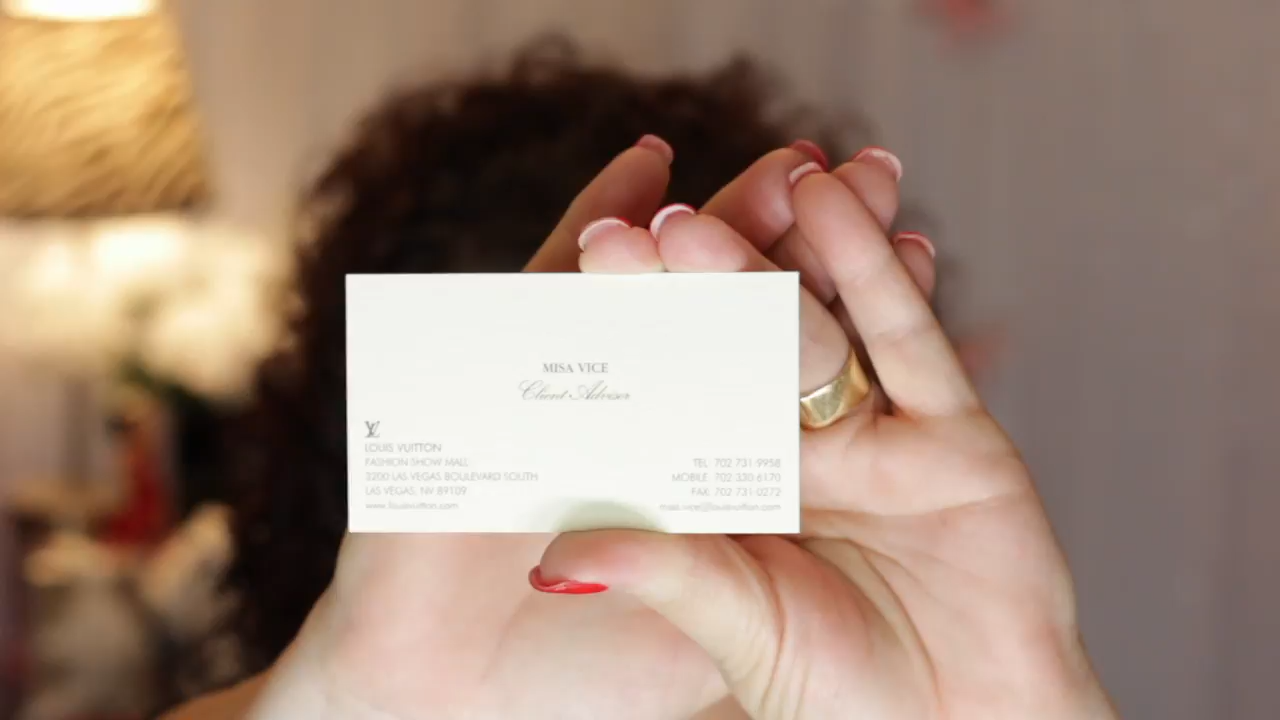 MISA VICE
Client Advisor
LV
LOUIS VUITTON
FASHION SHOW MALL
3200 LAS VEGAS BOULEVARD SOUTH
LAS VEGAS, NV 89109
www.louisvuitton.com
TEL: 702 731 9958
MOBILE: 702 330 6170
FAX: 702 731 0272
misa.vice@louisvuitton.com